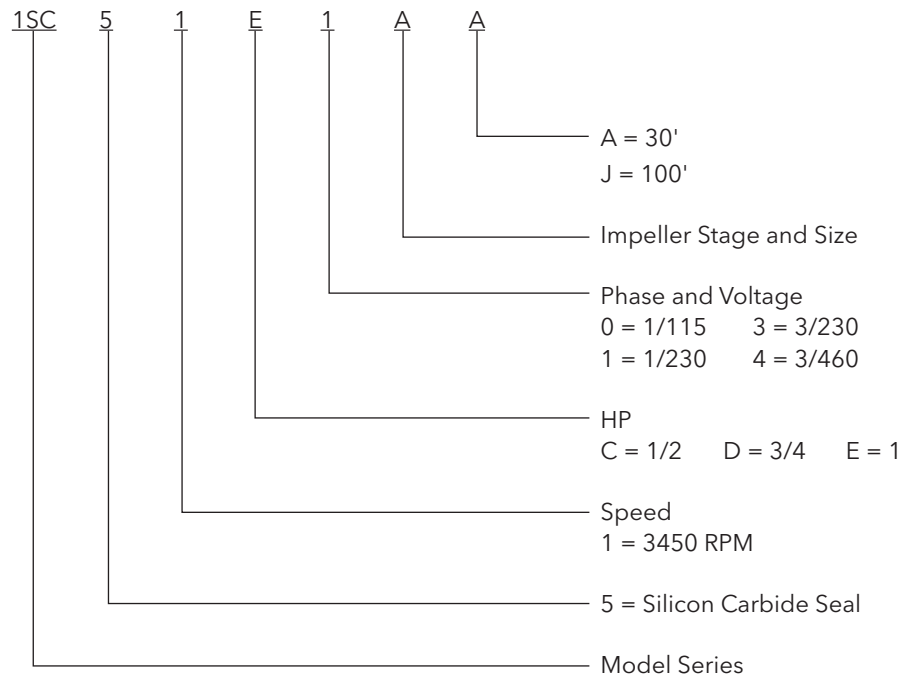 1SC 5 1 E 1 A A
A = 30'
J = 100'
Impeller Stage and Size
Phase and Voltage
0 = 1/115 3 = 3/230
1 = 1/230 4 = 3/460
HP
C = 1/2 D = 3/4 E = 1
Speed
1 = 3450 RPM
5 = Silicon Carbide Seal
Model Series